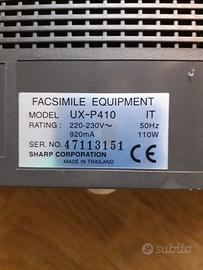 FACSIMILE EQUIPMENT
MODEL UX-P410 IT
RATING : 220-230V～ 50Hz
920mA 110W
SER. NO. 47113151
SHARP CORPORATION
MADE IN THAILAND
CE
subito